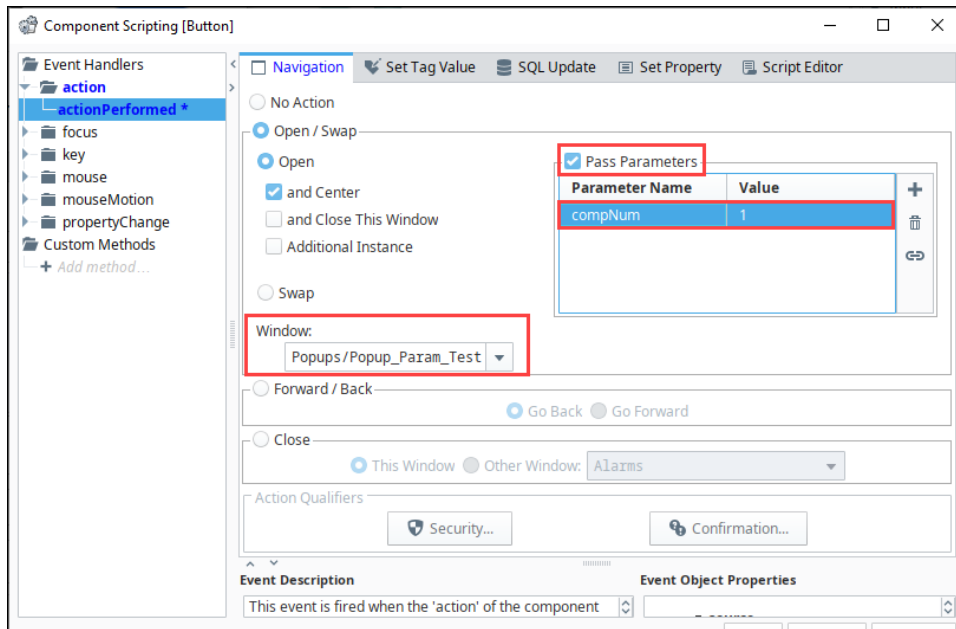 Component Scripting [Button]
Event Handlers
action
actionPerformed *
focus
key
mouse
mouseMotion
propertyChange
Custom Methods
Add method...
Navigation Set Tag Value SQL Update Set Property Script Editor
No Action
Open / Swap
Open
and Center
and Close This Window
Additional Instance
Swap
Pass Parameters
Parameter Name Value
compNum 1
Window:
Popups/Popup_Param_Test
Forward / Back
Go Back Go Forward
Close
This Window Other Window: Alarms
Action Qualifiers
Security... Confirmation...
Event Description Event Object Properties
This event is fired when the 'action' of the component